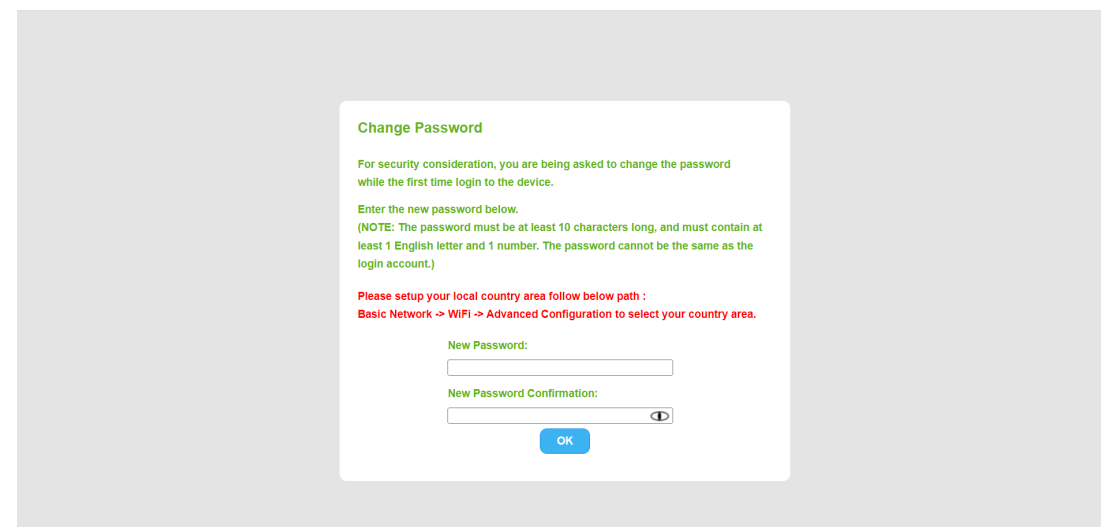 Change Password
For security consideration, you are being asked to change the password
while the first time login to the device.
Enter the new password below.
(NOTE: The password must be at least 10 characters long, and must contain at
least 1 English letter and 1 number. The password cannot be the same as the
login account.)
Please setup your local country area follow below path :
Basic Network -> WiFi -> Advanced Configuration to select your country area.
New Password:
New Password Confirmation:
OK